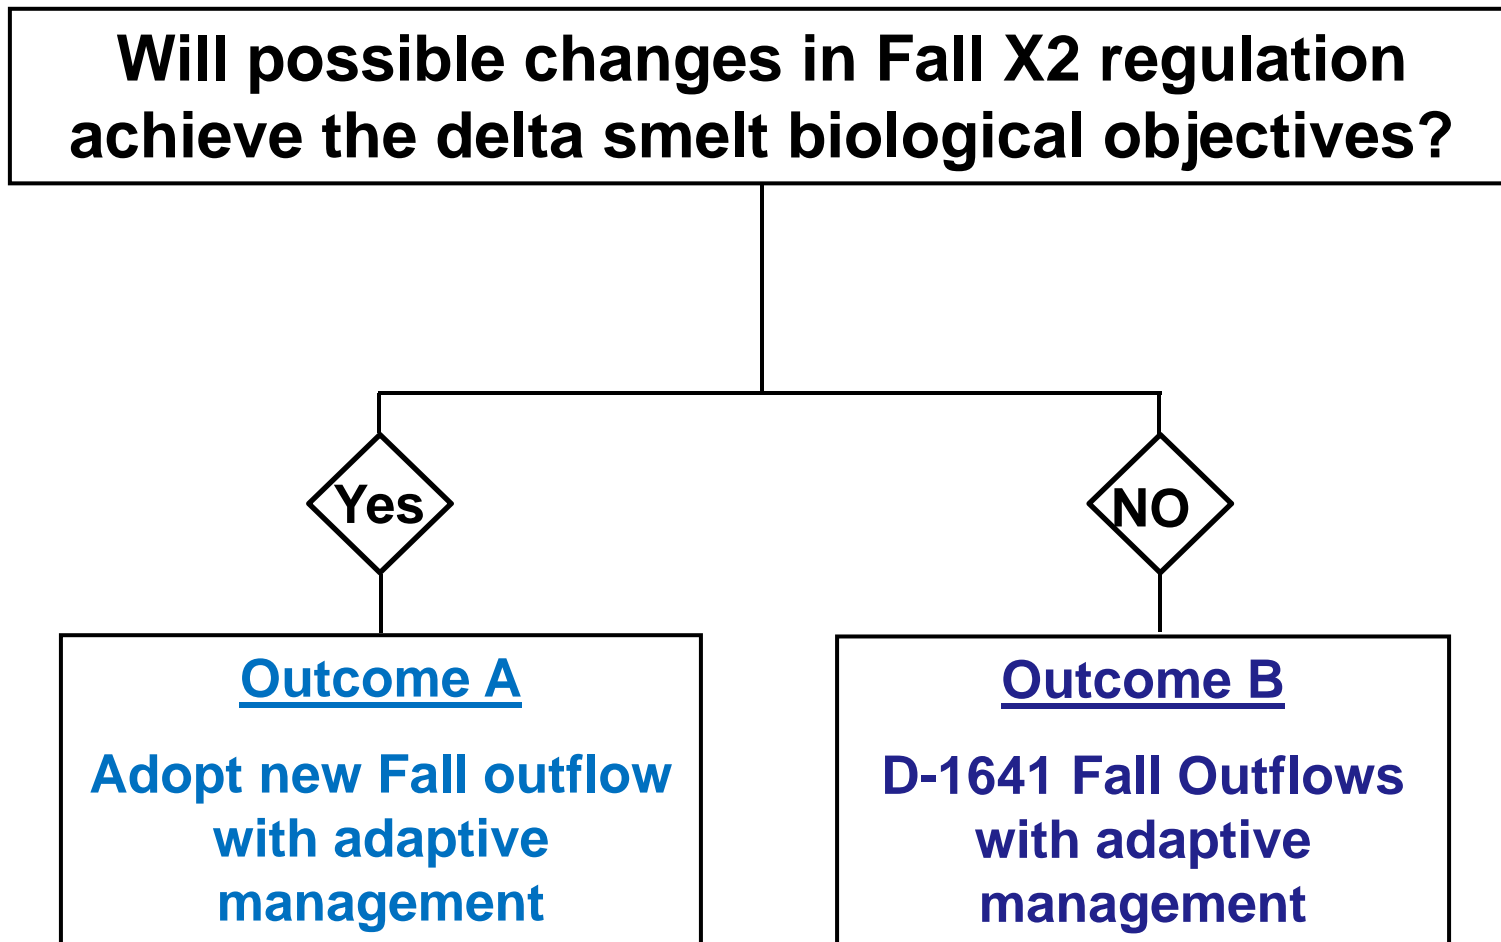 Will possible changes in Fall X2 regulation
achieve the delta smelt biological objectives?
Yes
NO
Outcome A
Adopt new Fall outflow
with adaptive
management
Outcome B
D-1641 Fall Outflows
with adaptive
management